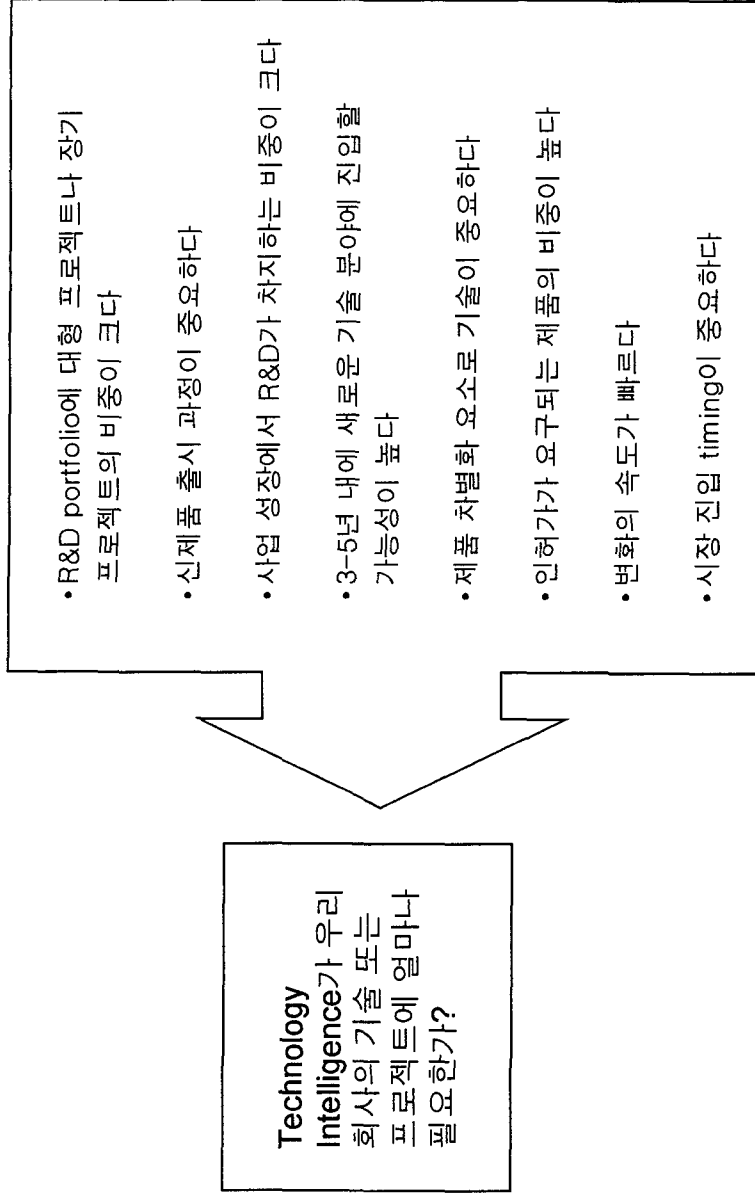 Technology
Intelligence가 우리
회사의 기술 또는
프로젝트에 얼마나
필요한가?
• R&D portfolio에 대형 프로젝트나 장기
프로젝트의 비중이 크다
• 신제품 출시 과정이 중요하다
• 사업 성장에서 R&D가 차지하는 비중이 크다
• 3-5년 내에 새로운 기술 분야에 진입할
가능성이 높다
• 제품 차별화 요소로 기술이 중요하다
• 인허가가 요구되는 제품의 비중이 높다
• 변화의 속도가 빠르다
• 시장 진입 timing이 중요하다